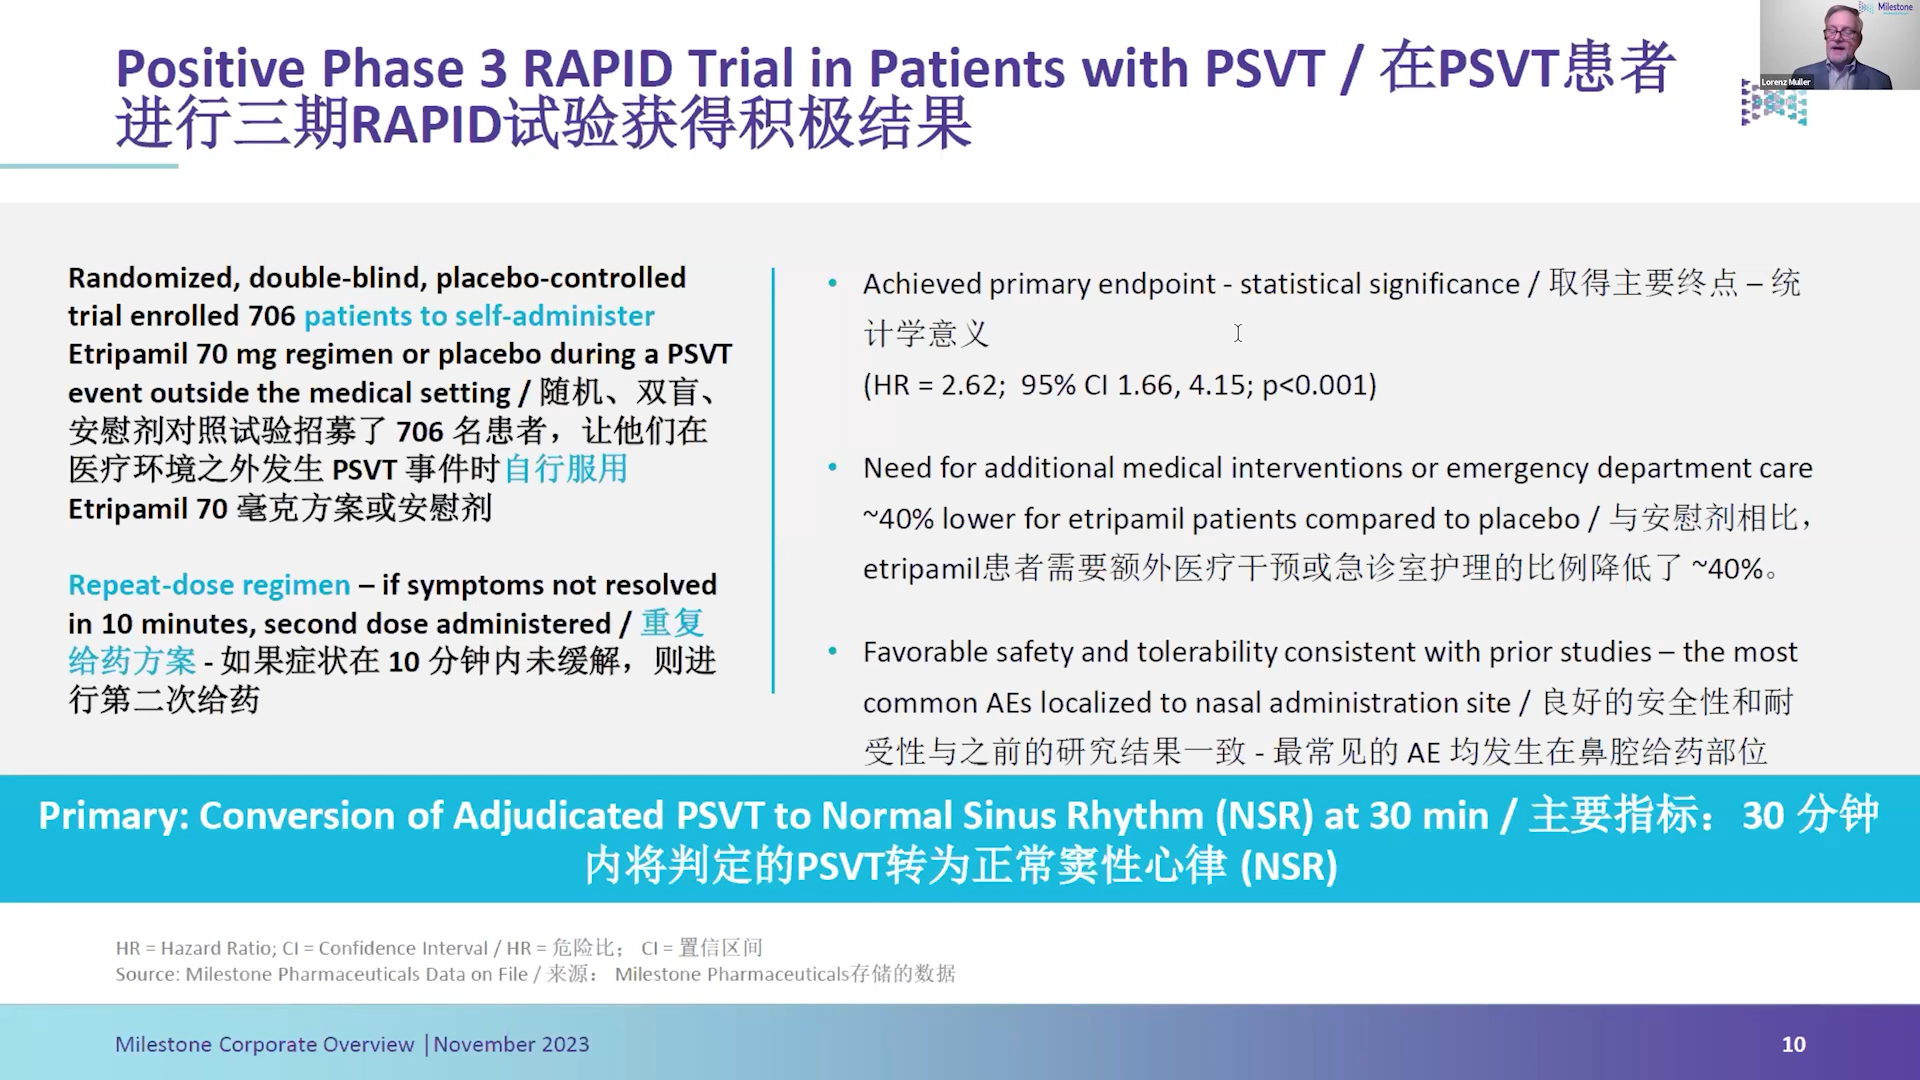 Positive Phase 3 RAPID Trial in Patients with PSVT / 在PSVT患者
进行三期RAPID试验获得积极结果
Milestone
Lorenz Muller
Randomized, double-blind, placebo-controlled
trial enrolled 706 patients to self-administer
Etripamil 70 mg regimen or placebo during a PSVT
event outside the medical setting / 随机、双盲、
安慰剂对照试验招募了 706 名患者，让他们在
医疗环境之外发生 PSVT 事件时自行服用
Etripamil 70 毫克方案或安慰剂
Repeat-dose regimen – if symptoms not resolved
in 10 minutes, second dose administered / 重复
给药方案 - 如果症状在 10 分钟内未缓解，则进
行第二次给药
• Achieved primary endpoint - statistical significance / 取得主要终点 – 统
计学意义
(HR = 2.62; 95% CI 1.66, 4.15; p<0.001)
• Need for additional medical interventions or emergency department care
~40% lower for etripamil patients compared to placebo / 与安慰剂相比，
etripamil患者需要额外医疗干预或急诊室护理的比例降低了 ~40%。
• Favorable safety and tolerability consistent with prior studies – the most
common AEs localized to nasal administration site / 良好的安全性和耐
受性与之前的研究结果一致 - 最常见的 AE 均发生在鼻腔给药部位
Primary: Conversion of Adjudicated PSVT to Normal Sinus Rhythm (NSR) at 30 min / 主要指标：30 分钟
内将判定的PSVT转为正常窦性心律 (NSR)
HR = Hazard Ratio; CI = Confidence Interval / HR = 危险比； CI = 置信区间
Source: Milestone Pharmaceuticals Data on File / 来源： Milestone Pharmaceuticals存储的数据
Milestone Corporate Overview | November 2023
10